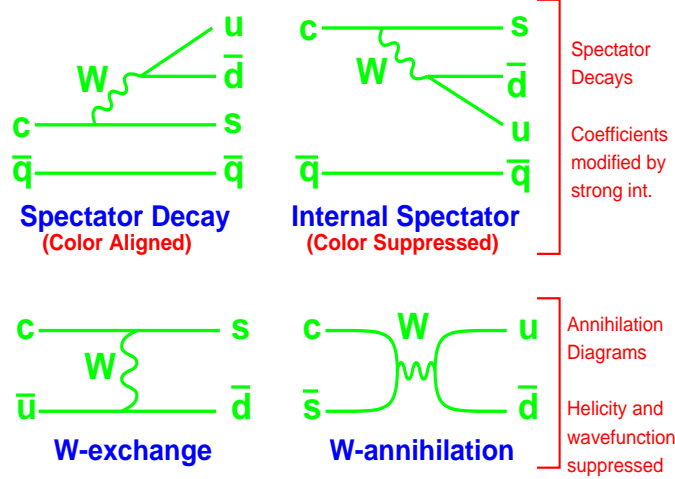 u
d̅
W
c s
q̅ q̅
Spectator Decay
(Color Aligned)
c s
W
d̅
u
q̅ q̅
Internal Spectator
(Color Suppressed)
Spectator
Decays
Coefficients
modified by
strong int.
c s
W
u̅ d̅
W-exchange
c W u
s̅ d̅
W-annihilation
Annihilation
Diagrams
Helicity and
wavefunction
suppressed